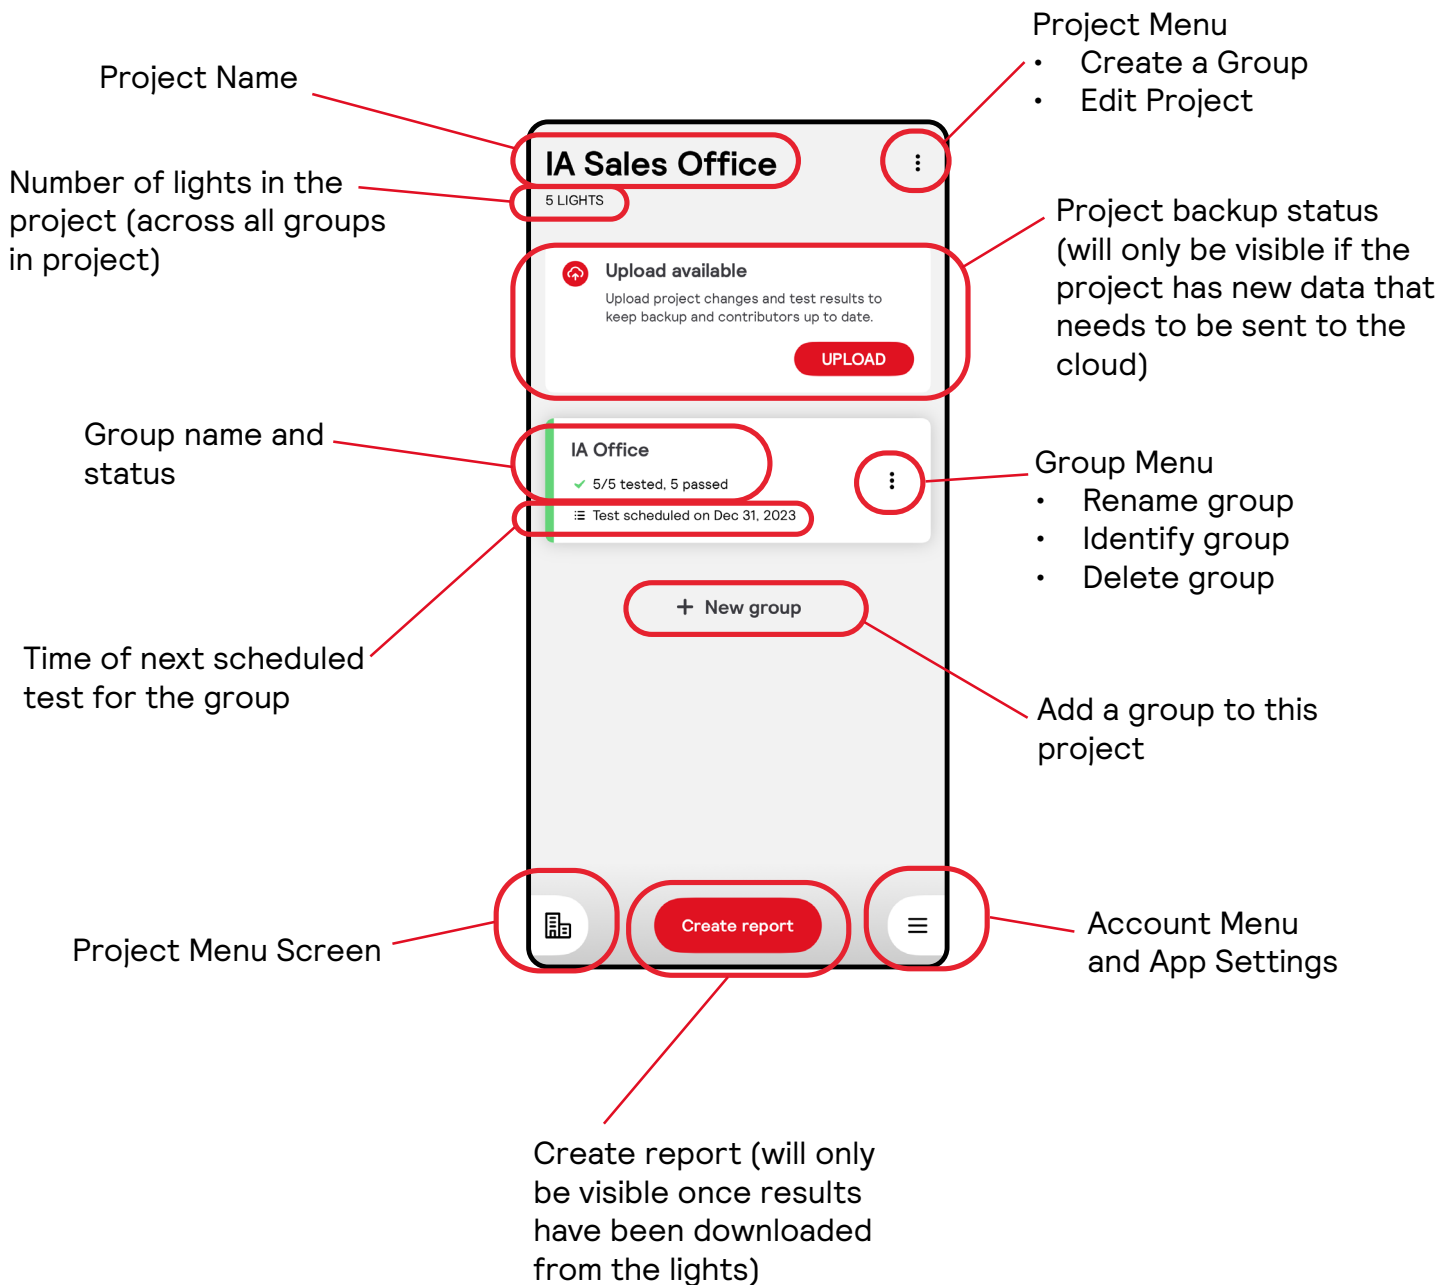 Project Menu
• Create a Group
• Edit Project
Project Name
Number of lights in the
project (across all groups
in project)
IA Sales Office
5 LIGHTS
Project backup status
(will only be visible if the
project has new data that
needs to be sent to the
cloud)
Upload available
Upload project changes and test results to
keep backup and contributors up to date.
UPLOAD
Group name and
status
IA Office
5/5 tested, 5 passed
Test scheduled on Dec 31, 2023
Group Menu
• Rename group
• Identify group
• Delete group
+ New group
Time of next scheduled
test for the group
Add a group to this
project
Project Menu Screen
Create report
Account Menu
and App Settings
Create report (will only
be visible once results
have been downloaded
from the lights)